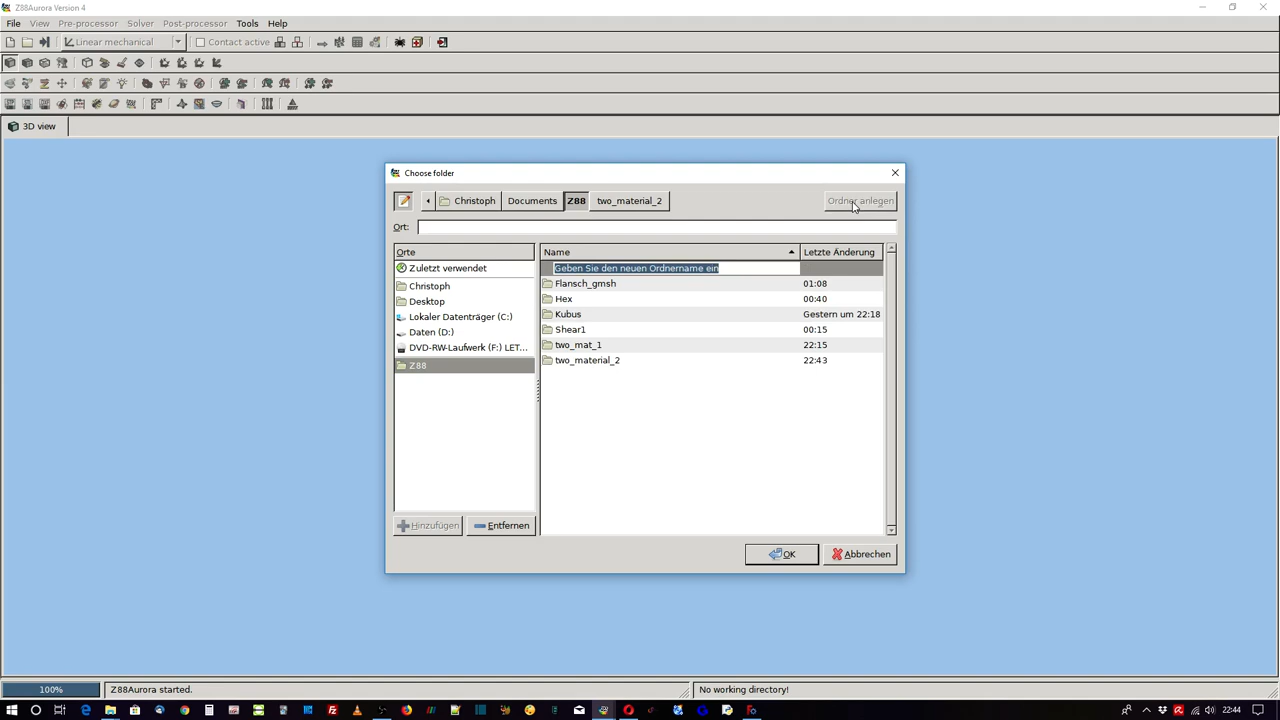 Z88Aurora Version 4
File View Pre-processor Solver Post-processor Tools Help
Linear mechanical Contact active
3D view
Choose folder
Christoph Documents Z88 two_material_2 Ordner anlegen
Ort:
Orte Name Letzte Änderung
Zuletzt verwendet Geben Sie den neuen Ordnername ein
Christoph Flansch_gmsh 01:08
Desktop Hex 00:40
Lokaler Datenträger (C:) Kubus Gestern um 22:18
Daten (D:) Shear1 00:15
DVD-RW-Laufwerk (F:) LET... two_mat_1 22:15
Z88 two_material_2 22:43
Hinzufügen Entfernen
OK Abbrechen
100% Z88Aurora started. No working directory!
22:44